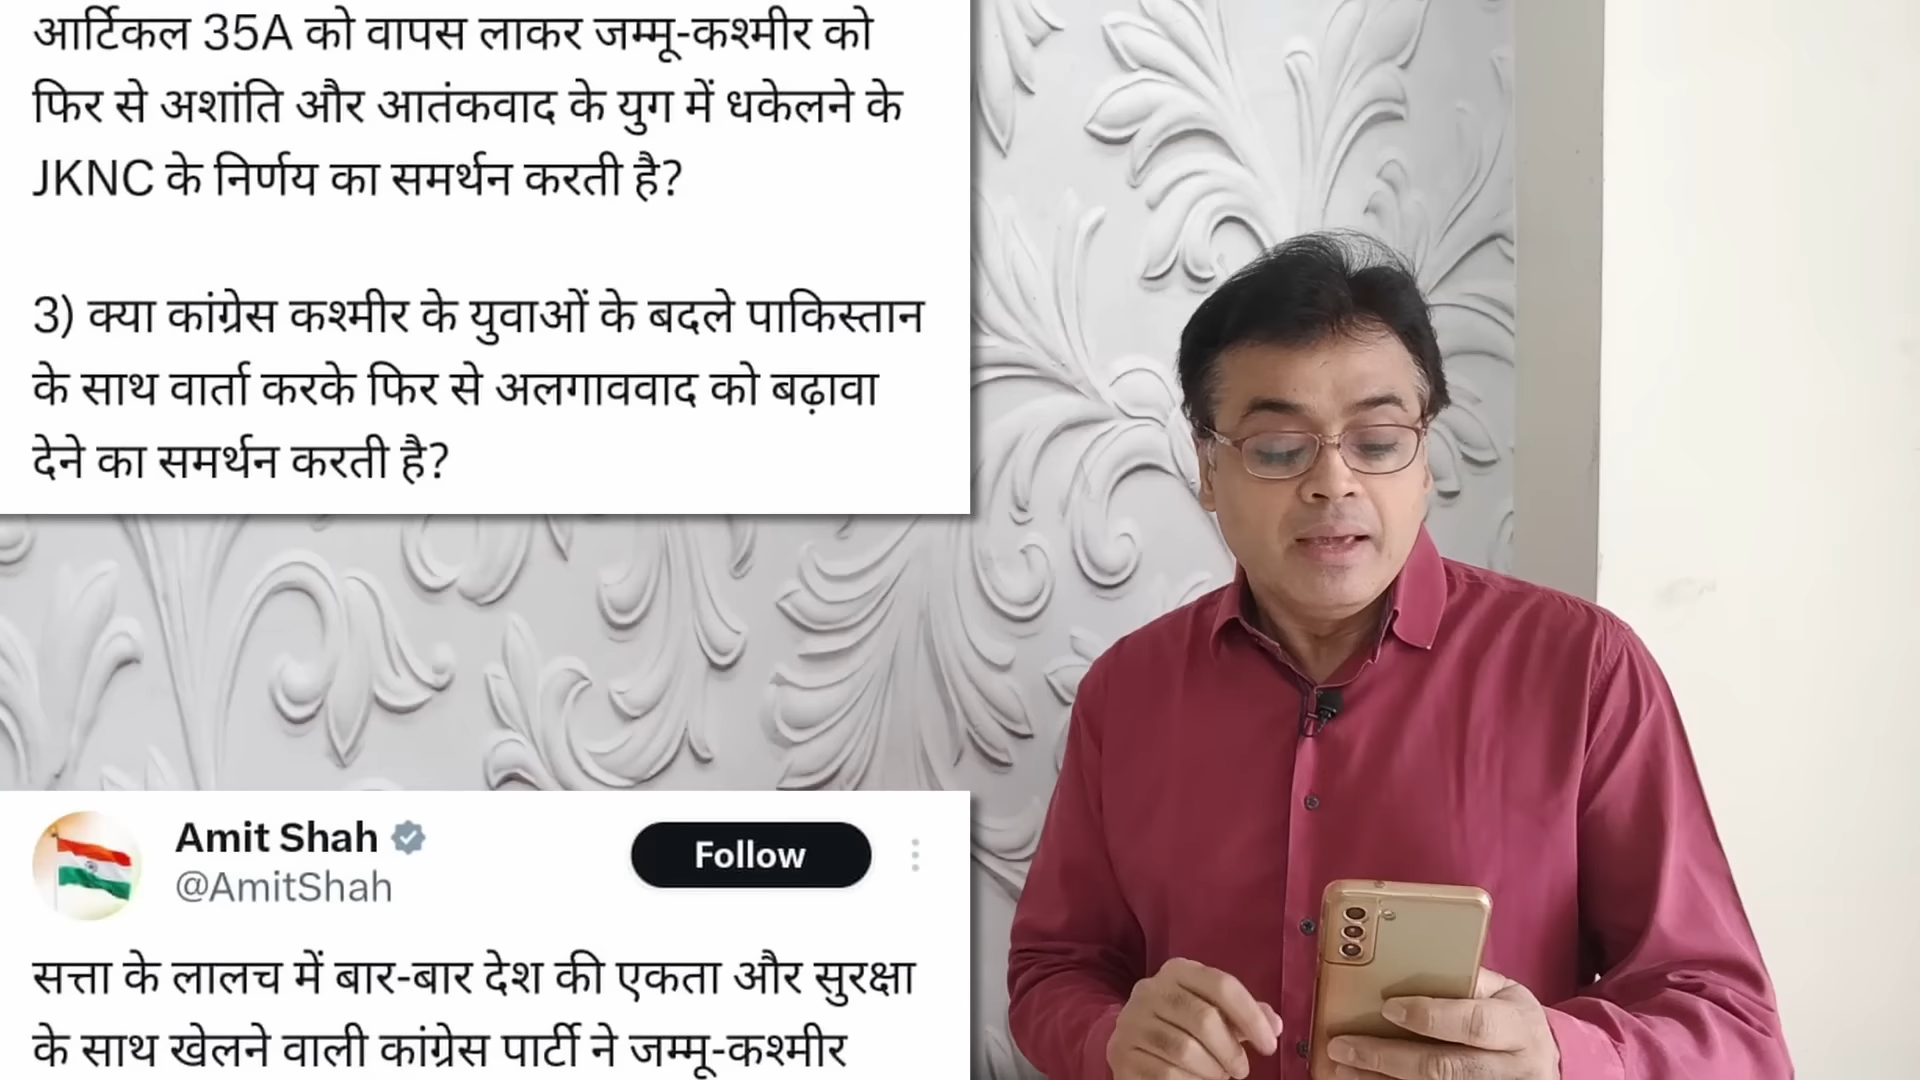 आर्टिकल 35A को वापस लाकर जम्मू-कश्मीर को
फिर से अशांति और आतंकवाद के युग में धकेलने के
JKNC के निर्णय का समर्थन करती है?
3) क्या कांग्रेस कश्मीर के युवाओं के बदले पाकिस्तान
के साथ वार्ता करके फिर से अलगाववाद को बढ़ावा
देने का समर्थन करती है?
Amit Shah
Follow
@AmitShah
सत्ता के लालच में बार-बार देश की एकता और सुरक्षा
के साथ खेलने वाली कांग्रेस पार्टी ने जम्मू-कश्मीर